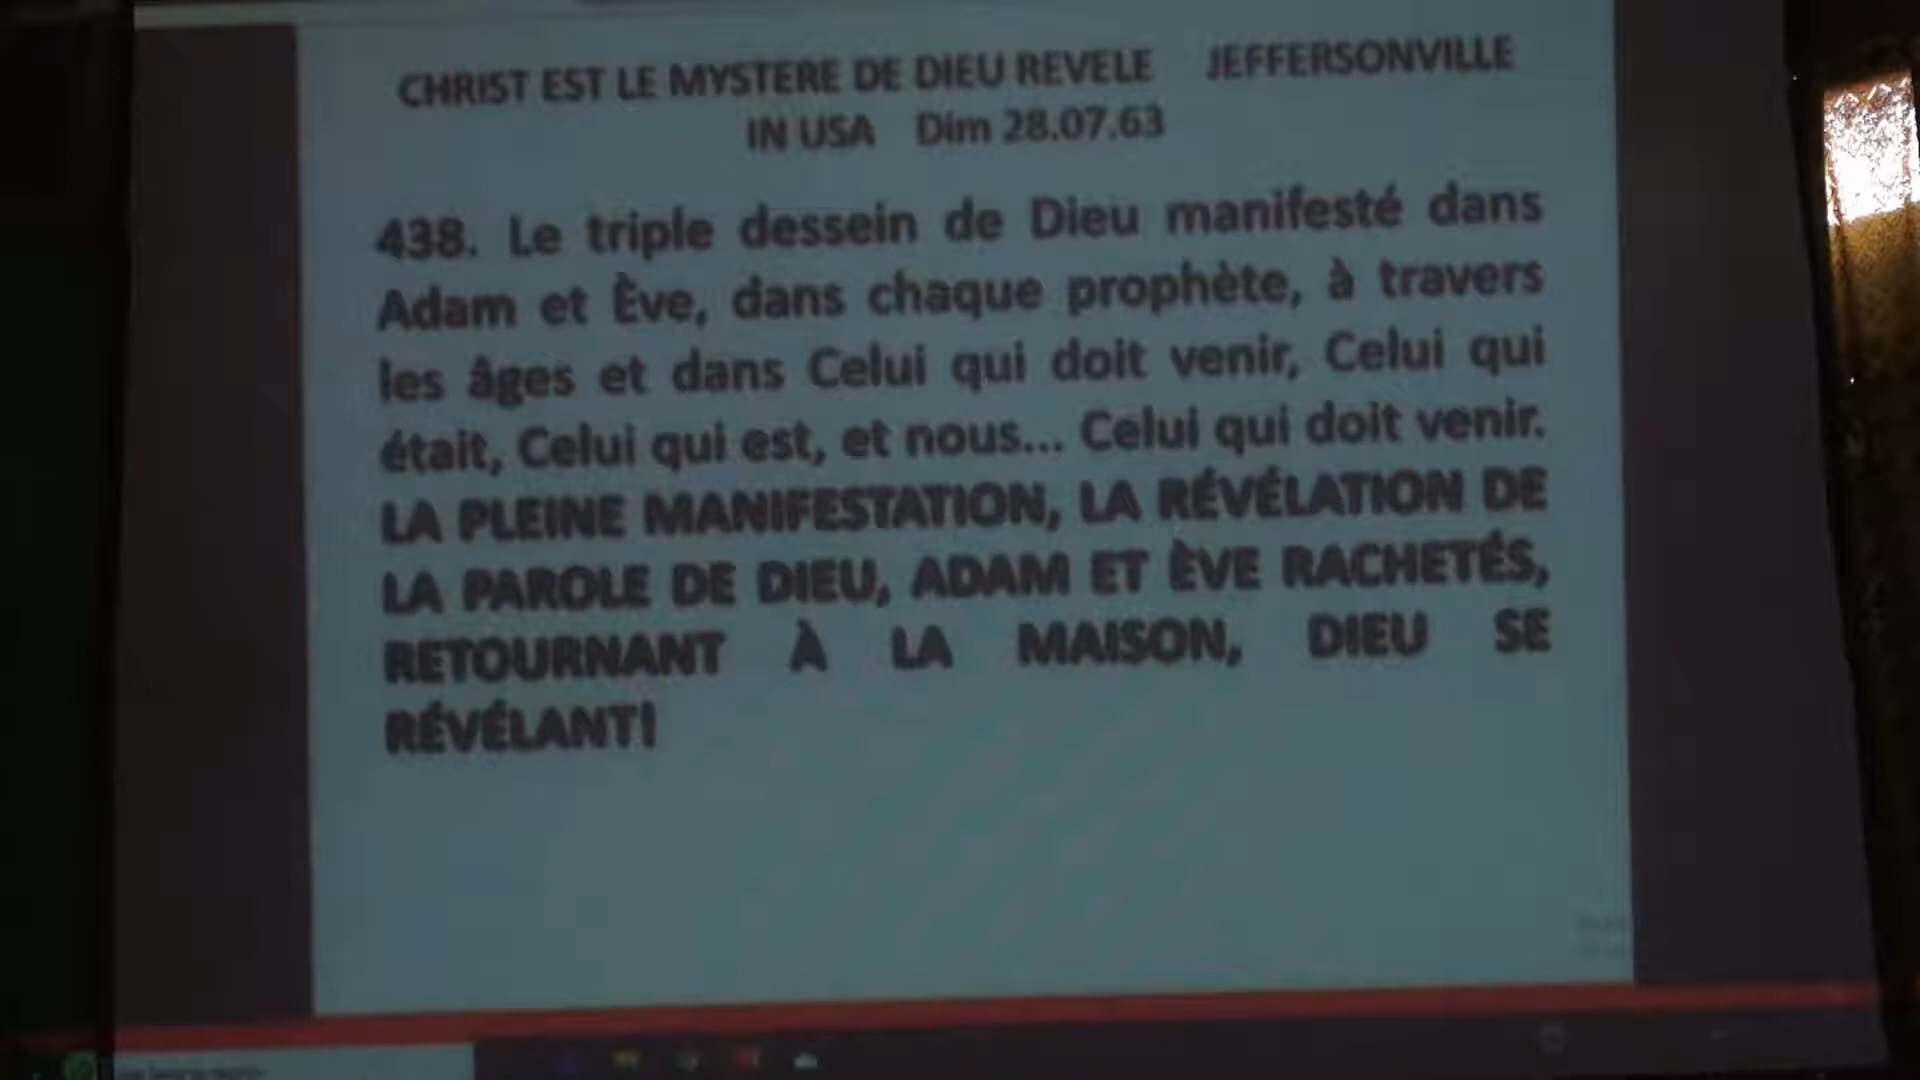 CHRIST EST LE MYSTERE DE DIEU REVELE JEFFERSONVILLE
IN USA Dim 28.07.63
438. Le triple dessein de Dieu manifesté dans
Adam et Ève, dans chaque prophète, à travers
les âges et dans Celui qui doit venir, Celui qui
était, Celui qui est, et nous... Celui qui doit venir.
LA PLEINE MANIFESTATION, LA RÉVÉLATION DE
LA PAROLE DE DIEU, ADAM ET ÈVE RACHETÉS,
RETOURNANT À LA MAISON, DIEU SE
RÉVÉLANT!